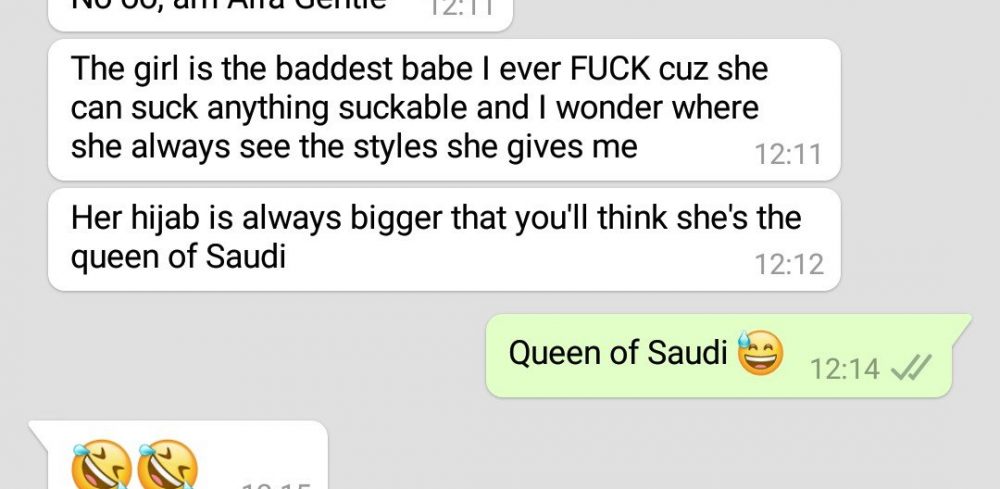 No oo, am Alfa Gentle 12:11
The girl is the baddest babe I ever FUCK cuz she
can suck anything suckable and I wonder where
she always see the styles she gives me 12:11
Her hijab is always bigger that you'll think she's the
queen of Saudi 12:12
Queen of Saudi 😅 12:14
🤣🤣 12:15